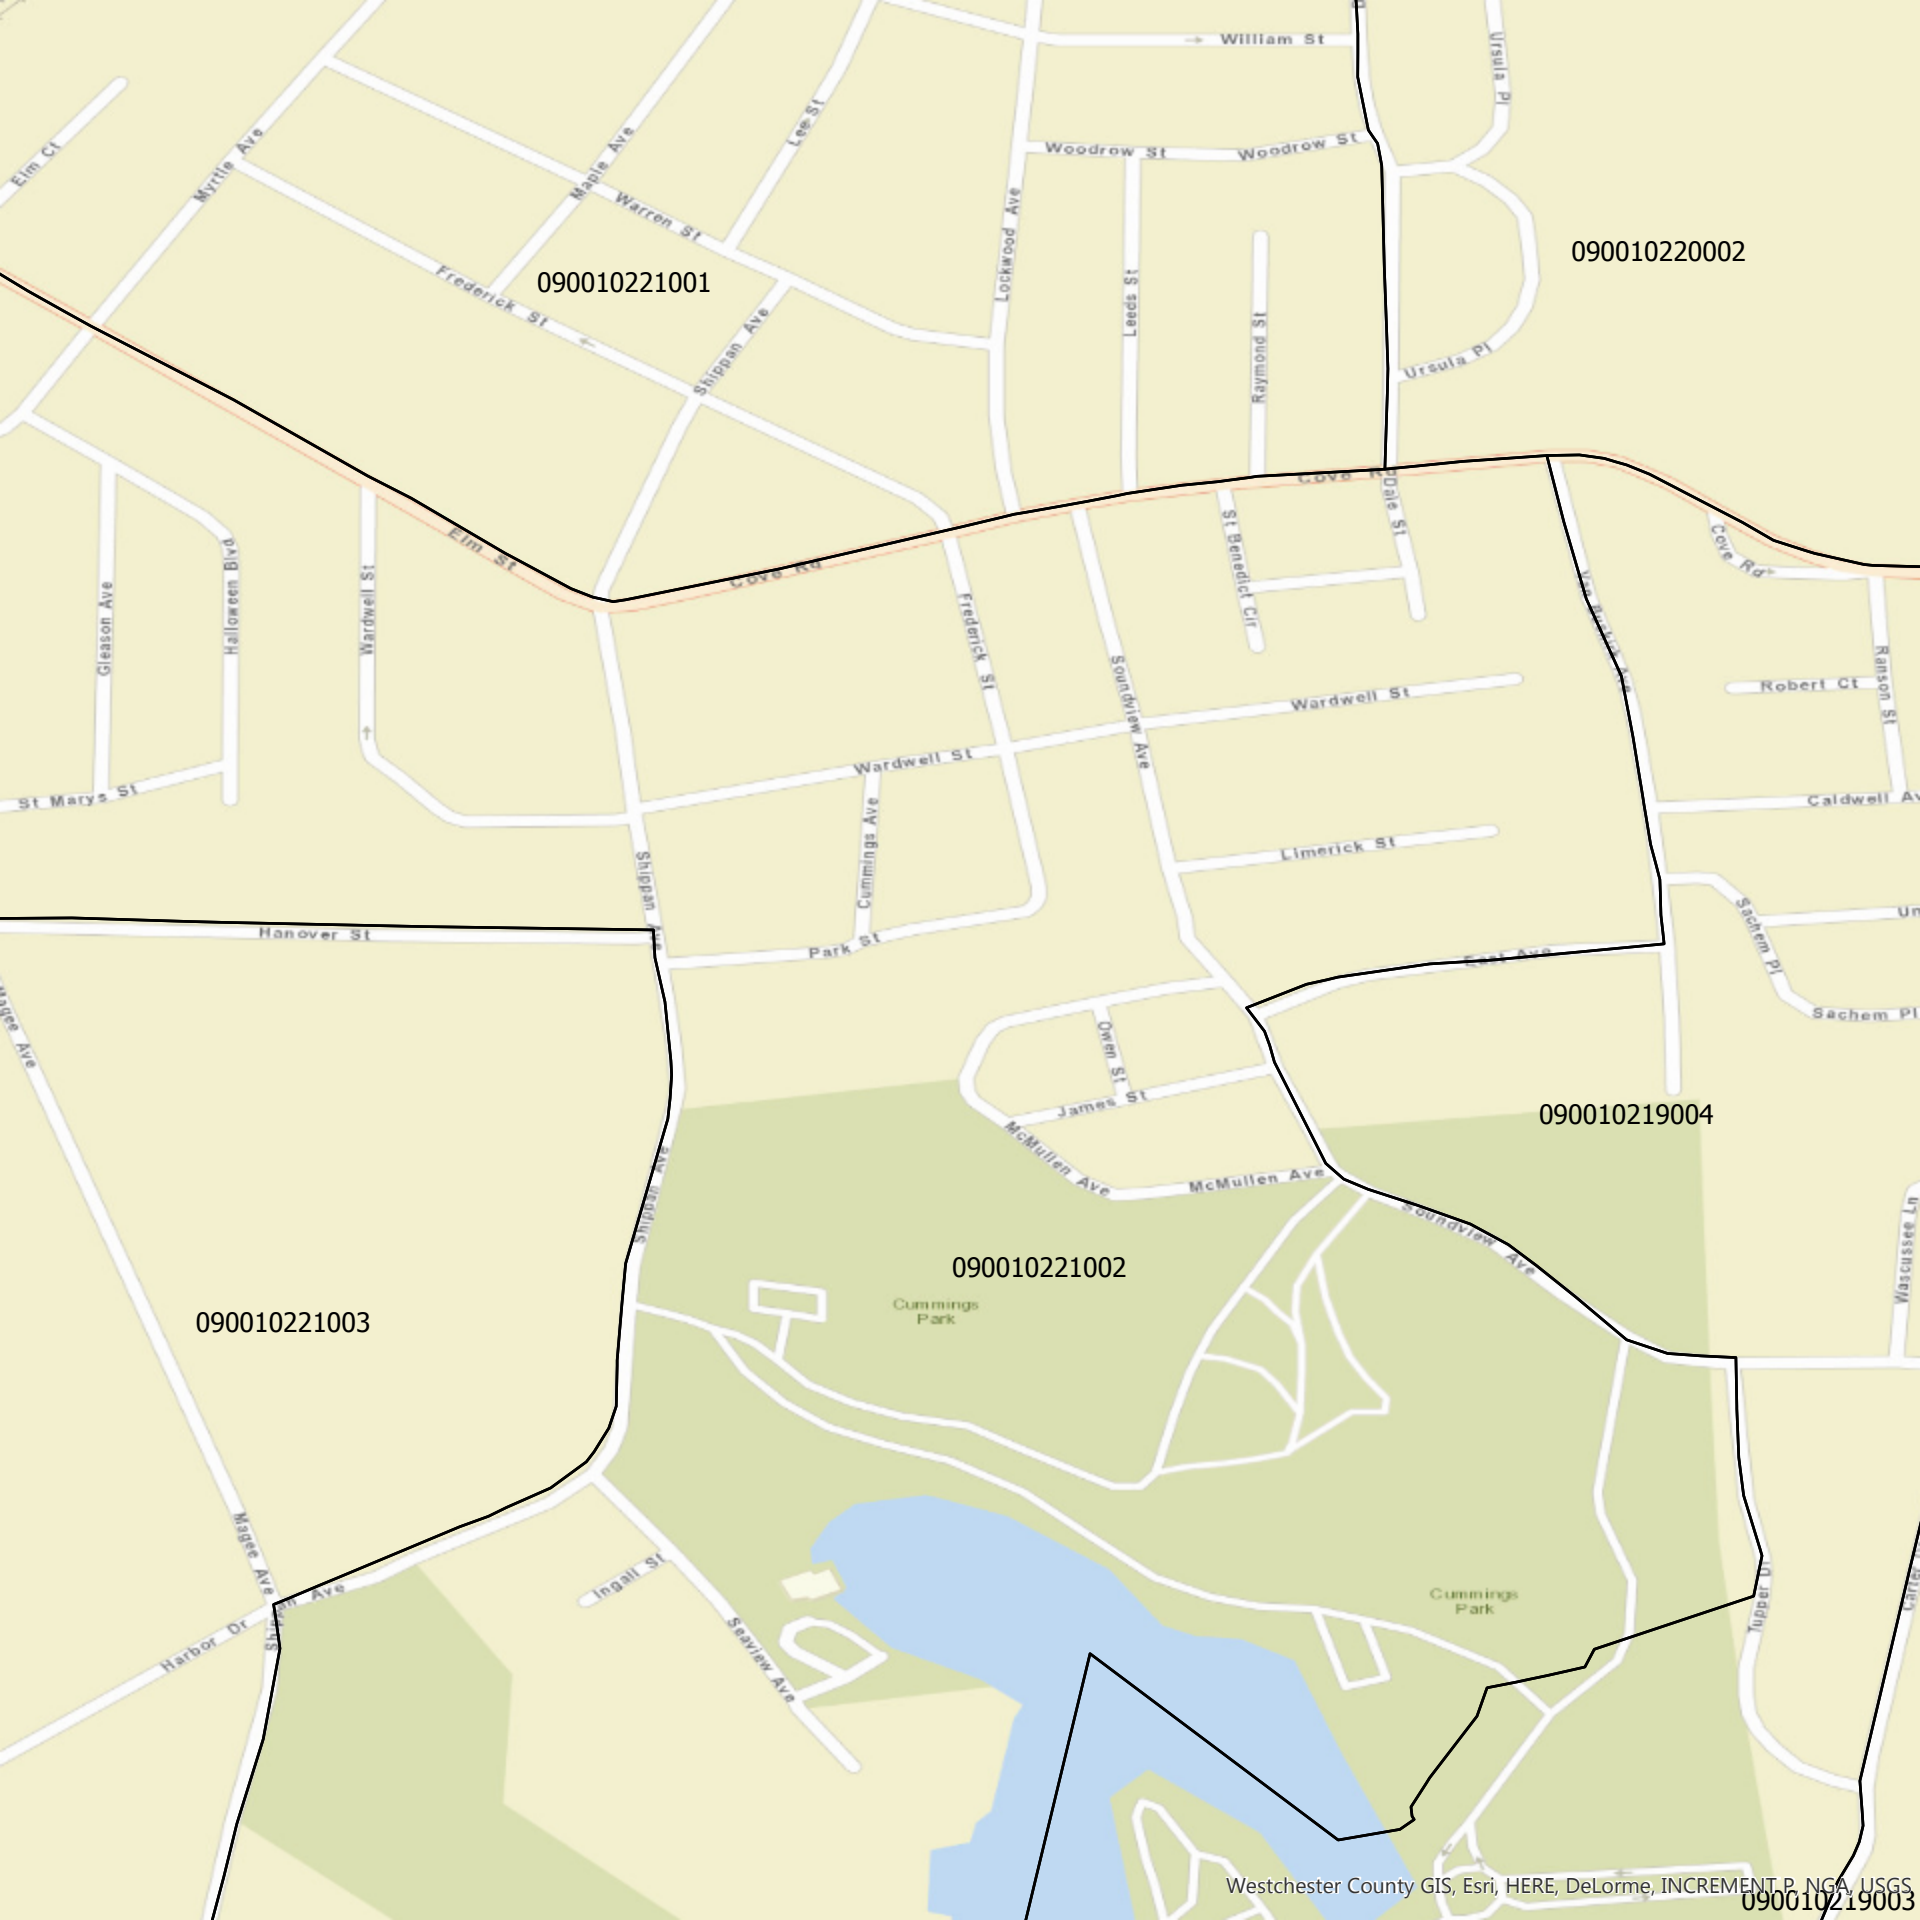 William St
Ursula Pl
Elm Ct
Myrtle Ave
Maple Ave
Lee St
Woodrow St
Woodrow St
Warren St
Lockwood Ave
090010220002
090010221001
Frederick St
Shippan Ave
Leeds St
Raymond St
Ursula Pl
Cove Rd
Dale St
Elm St
Cove Rd
St Benedict Cir
Cove Rd
Van Buskirk Ave
Gleason Ave
Halloween Blvd
Wardwell St
Frederick St
Soundview Ave
Wardwell St
Robert Ct
Ranson St
Wardwell St
St Marys St
Cummings Ave
Caldwell Av
Shippan Ave
Limerick St
Hanover St
Park St
East Ave
Sachem Pl
Un
Sachem Pl
Magee Ave
Owen St
James St
090010219004
McMullen Ave
McMullen Ave
Shippan Ave
Soundview Ave
Wascussee Ln
090010221002
Cummings
Park
090010221003
Magee Ave
Ingall St
Shippan Ave
Harbor Dr
Seaview Ave
Cummings
Park
Tupper Dr
Carter
Westchester County GIS, Esri, HERE, DeLorme, INCREMENT P, NGA, USGS
090010219003